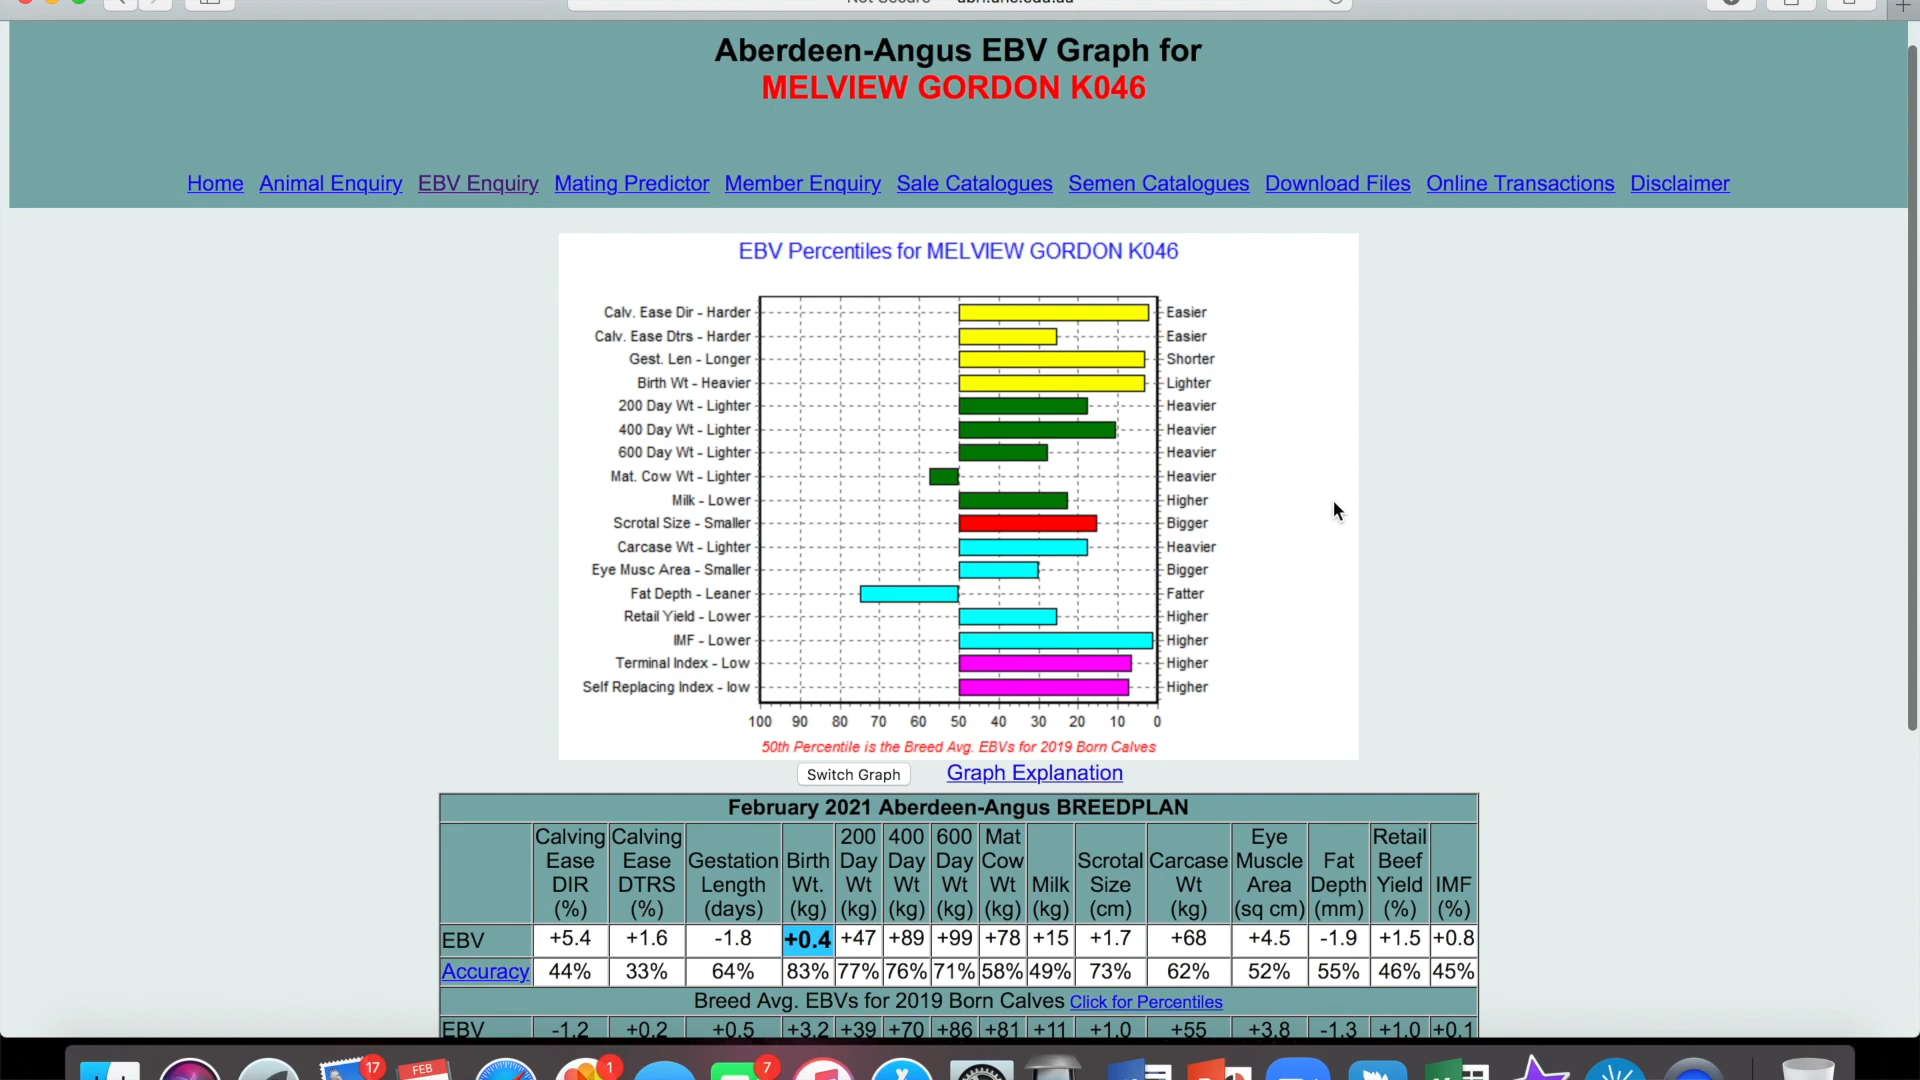 Aberdeen-Angus EBV Graph for
MELVIEW GORDON K046
Home Animal Enquiry EBV Enquiry Mating Predictor Member Enquiry Sale Catalogues Semen Catalogues Download Files Online Transactions Disclaimer
EBV Percentiles for MELVIEW GORDON K046
Calv. Ease Dir - Harder Easier
Calv. Ease Dtrs - Harder Easier
Gest. Len - Longer Shorter
Birth Wt - Heavier Lighter
200 Day Wt - Lighter Heavier
400 Day Wt - Lighter Heavier
600 Day Wt - Lighter Heavier
Mat. Cow Wt - Lighter Heavier
Milk - Lower Higher
Scrotal Size - Smaller Bigger
Carcase Wt - Lighter Heavier
Eye Musc Area - Smaller Bigger
Fat Depth - Leaner Fatter
Retail Yield - Lower Higher
IMF - Lower Higher
Terminal Index - Low Higher
Self Replacing Index - low Higher
100 90 80 70 60 50 40 30 20 10 0
50th Percentile is the Breed Avg. EBVs for 2019 Born Calves
Switch Graph Graph Explanation
February 2021 Aberdeen-Angus BREEDPLAN
Calving Calving 200 400 600 Mat Eye Retail
Ease Ease Gestation Birth Day Day Day Cow Scrotal Carcase Muscle Fat Beef
DIR DTRS Length Wt. Wt Wt Wt Wt Milk Size Wt Area Depth Yield IMF
(%) (%) (days) (kg) (kg) (kg) (kg) (kg) (kg) (cm) (kg) (sq cm) (mm) (%) (%)
EBV +5.4 +1.6 -1.8 +0.4 +47 +89 +99 +78 +15 +1.7 +68 +4.5 -1.9 +1.5 +0.8
Accuracy 44% 33% 64% 83% 77% 76% 71% 58% 49% 73% 62% 52% 55% 46% 45%
Breed Avg. EBVs for 2019 Born Calves Click for Percentiles
EBV -1.2 +0.2 +0.5 +3.2 +39 +70 +86 +81 +11 +1.0 +55 +3.8 -1.3 +1.0 +0.1
17 FEB 1 7